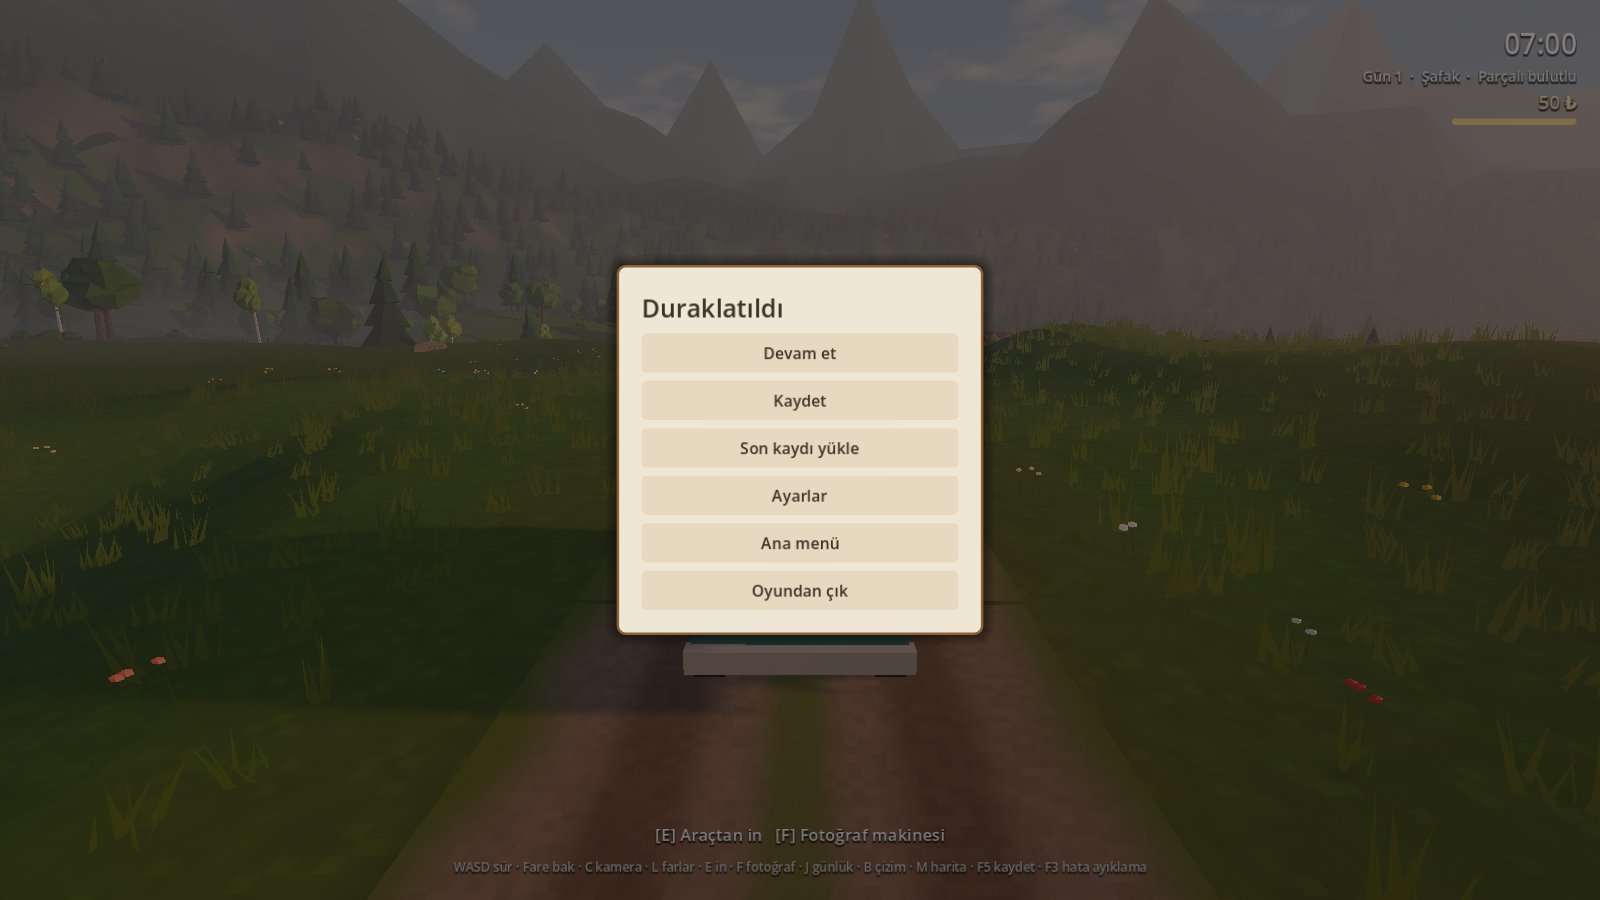 07:00
Gün 1 · Şafak · Parçalı bulutlu
50 ₺
Duraklatıldı
Devam et
Kaydet
Son kaydı yükle
Ayarlar
Ana menü
Oyundan çık
[E] Araçtan in [F] Fotoğraf makinesi
WASD sür · Fare bak · C kamera · L farlar · E in · F fotoğraf · J günlük · B çizim · M harita · F5 kaydet · F3 hata ayıklama